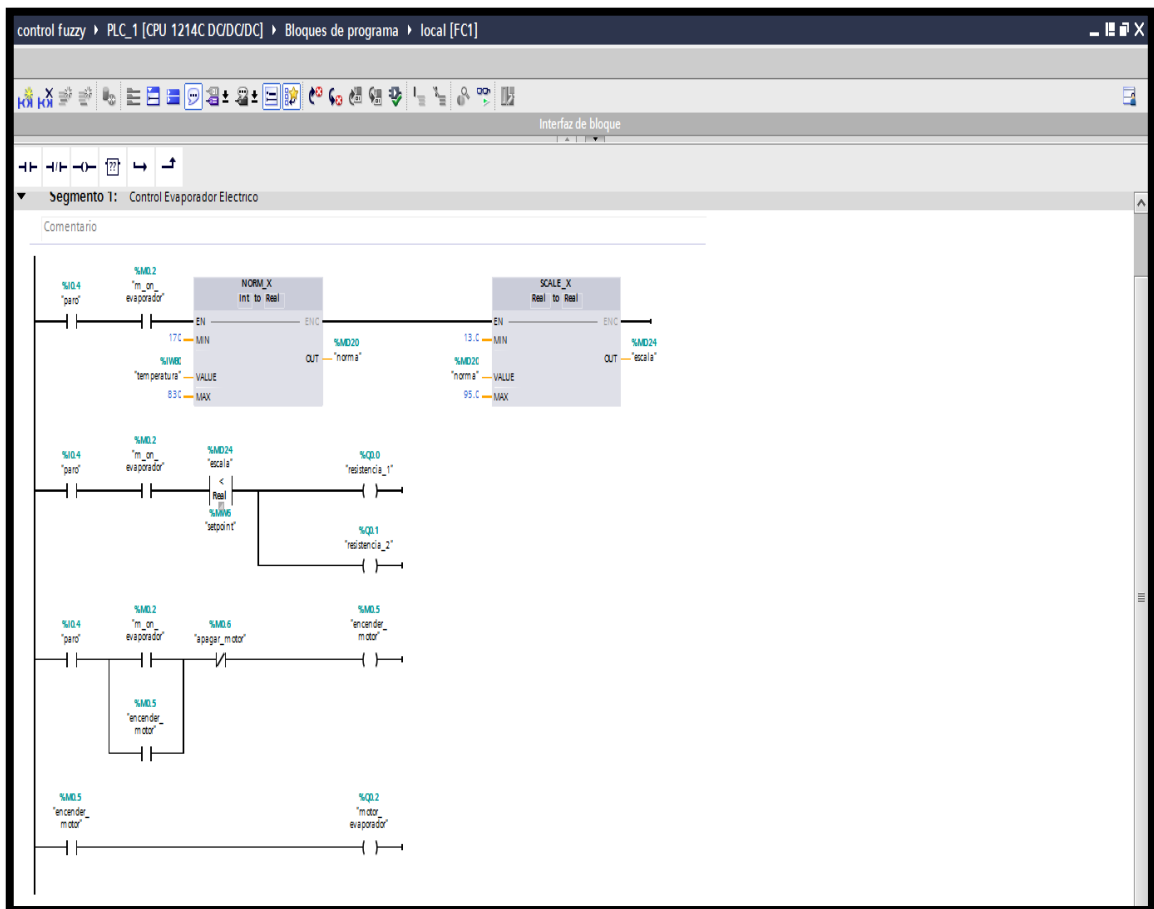 control fuzzy PLC_1 [CPU 1214C DC/DC/DC] Bloques de programa local [FC1]
Interfaz de bloque
??
Segmento 1: Control Evaporador Electrico
Comentario
%I0.4
"paro"
%M0.2
"m_on_
evaporador"
NORM_X
Int to Real
EN
ENO
MIN
%IW80
"temperatura"
VALUE
MAX
%MD20
OUT
"norma"
SCALE_X
Real to Real
EN
ENO
13.0
MIN
%MD20
"norma"
VALUE
95.0
MAX
%MD24
OUT
"escala"
%I0.4
"paro"
%M0.2
"m_on_
evaporador"
%MD24
"escala"
<
Real
"setpoint"
%Q0.0
"resistencia_1"
%Q0.1
"resistencia_2"
%I0.4
"paro"
%M0.2
"m_on_
evaporador"
%M0.6
"apagar_motor"
%M0.5
"encender_
motor"
%M0.5
"encender_
motor"
%M0.5
"encender_
motor"
%Q0.2
"motor_
evaporador"